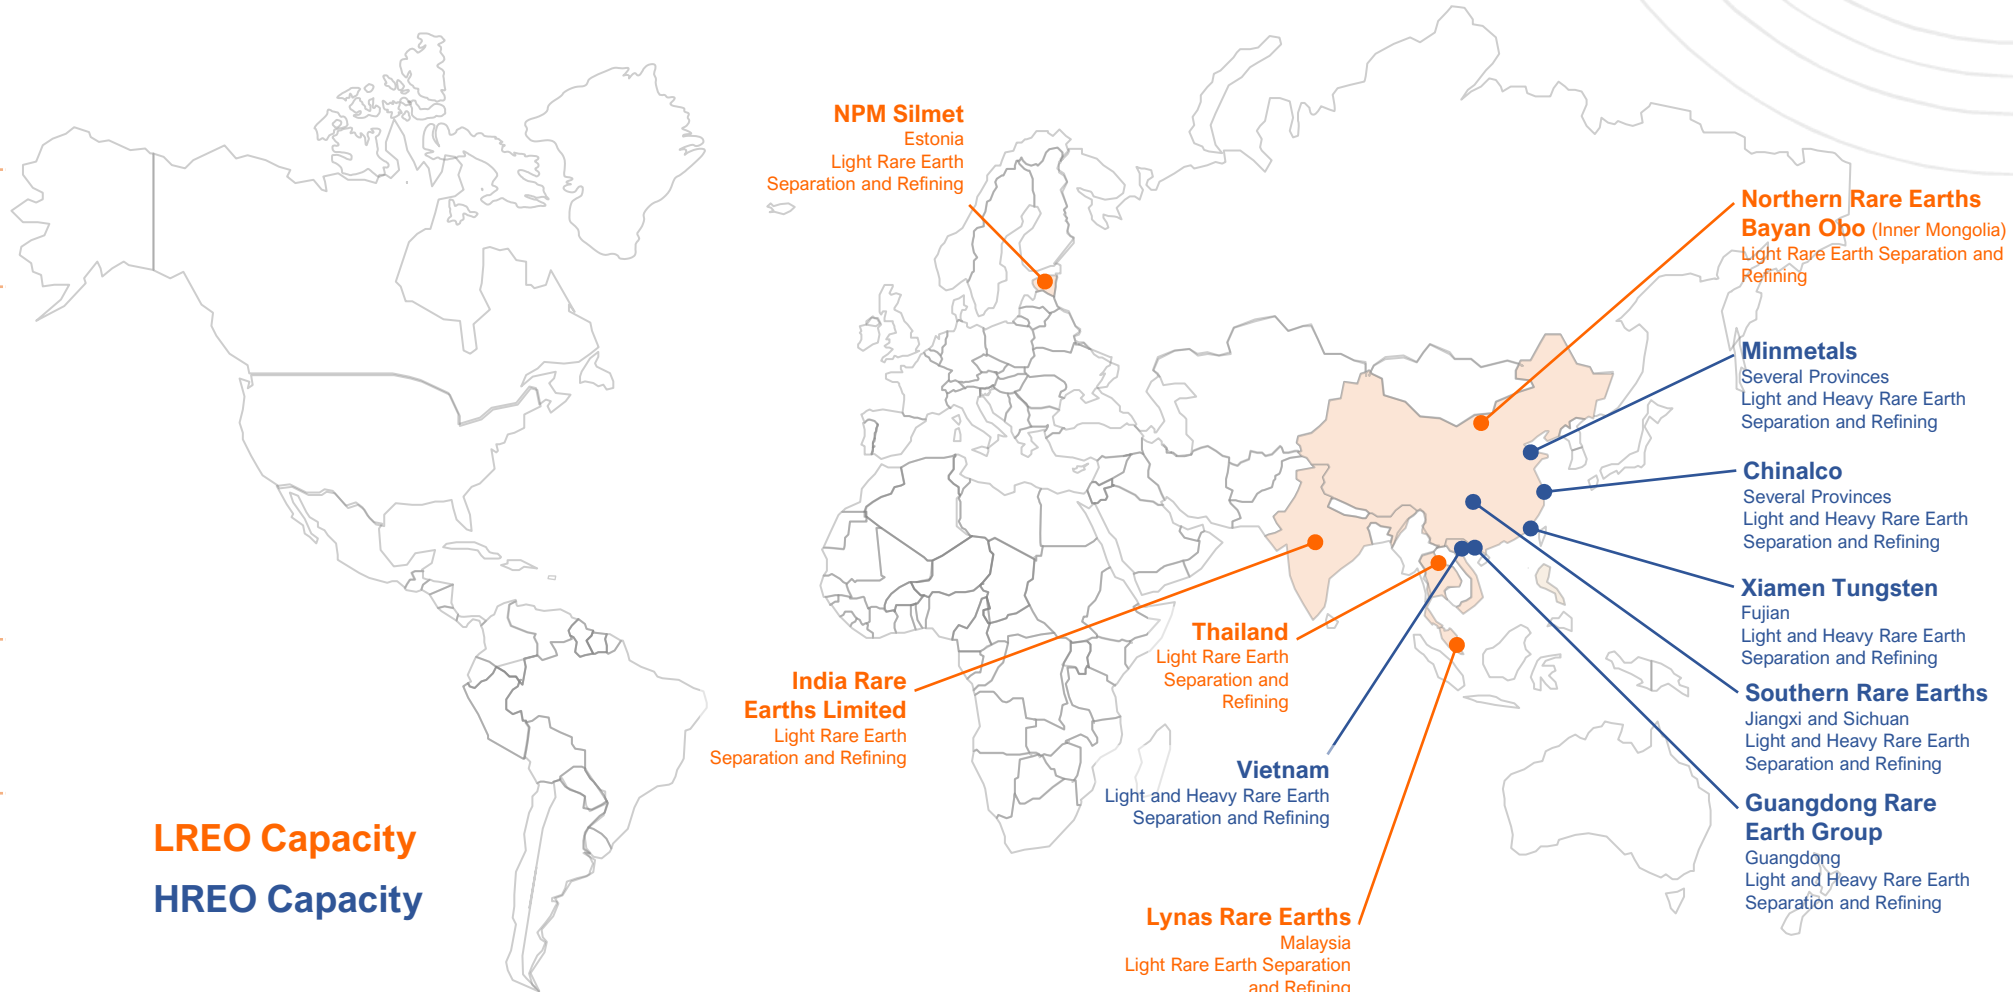 NPM Silmet
Estonia
Light Rare Earth
Separation and Refining
Northern Rare Earths
Bayan Obo (Inner Mongolia)
Light Rare Earth Separation and
Refining
Minmetals
Several Provinces
Light and Heavy Rare Earth
Separation and Refining
Chinalco
Several Provinces
Light and Heavy Rare Earth
Separation and Refining
Xiamen Tungsten
Fujian
Light and Heavy Rare Earth
Separation and Refining
Southern Rare Earths
Jiangxi and Sichuan
Light and Heavy Rare Earth
Separation and Refining
Guangdong Rare
Earth Group
Guangdong
Light and Heavy Rare Earth
Separation and Refining
Thailand
Light Rare Earth
Separation and
Refining
India Rare
Earths Limited
Light Rare Earth
Separation and Refining
Vietnam
Light and Heavy Rare Earth
Separation and Refining
Lynas Rare Earths
Malaysia
Light Rare Earth Separation
and Refining
LREO Capacity
HREO Capacity